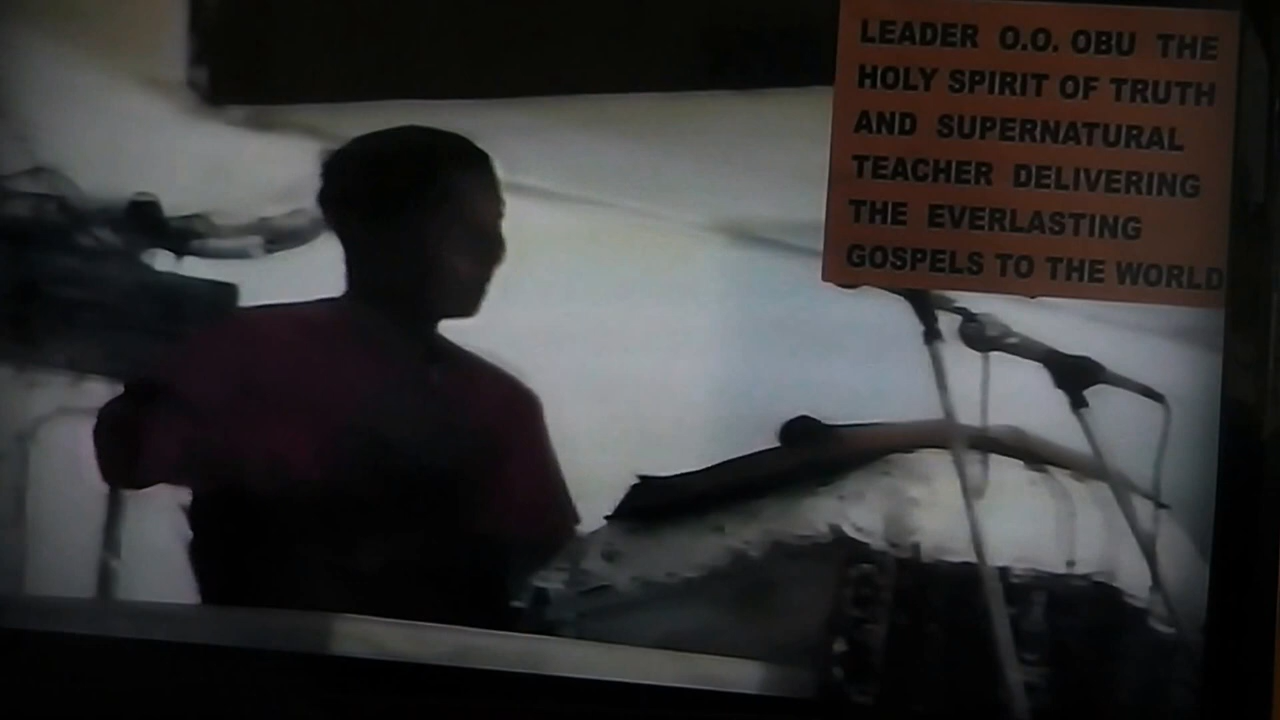 LEADER O.O. OBU THE
HOLY SPIRIT OF TRUTH
AND SUPERNATURAL
TEACHER DELIVERING
THE EVERLASTING
GOSPELS TO THE WORLD